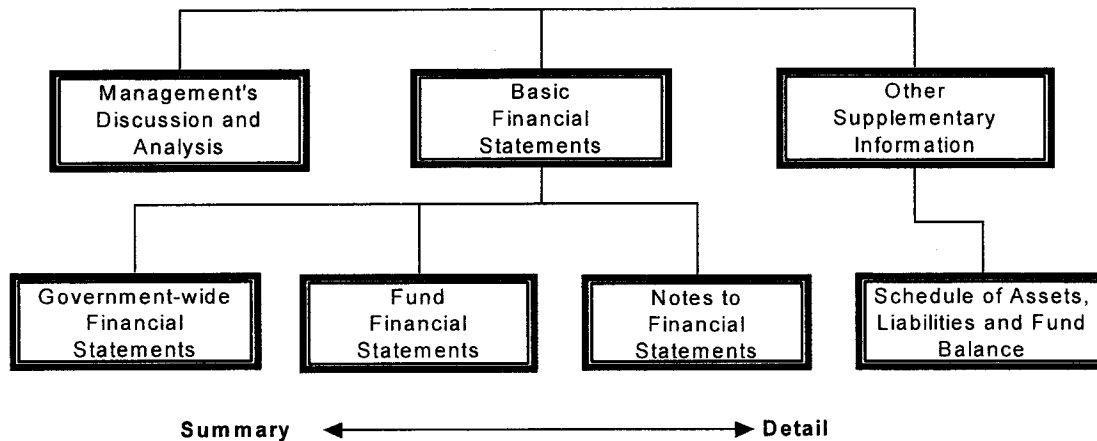 Management's
Discussion and
Analysis
Basic
Financial
Statements
Other
Supplementary
Information
Government-wide
Financial
Statements
Fund
Financial
Statements
Notes to
Financial
Statements
Schedule of Assets,
Liabilities and Fund
Balance
Summary Detail